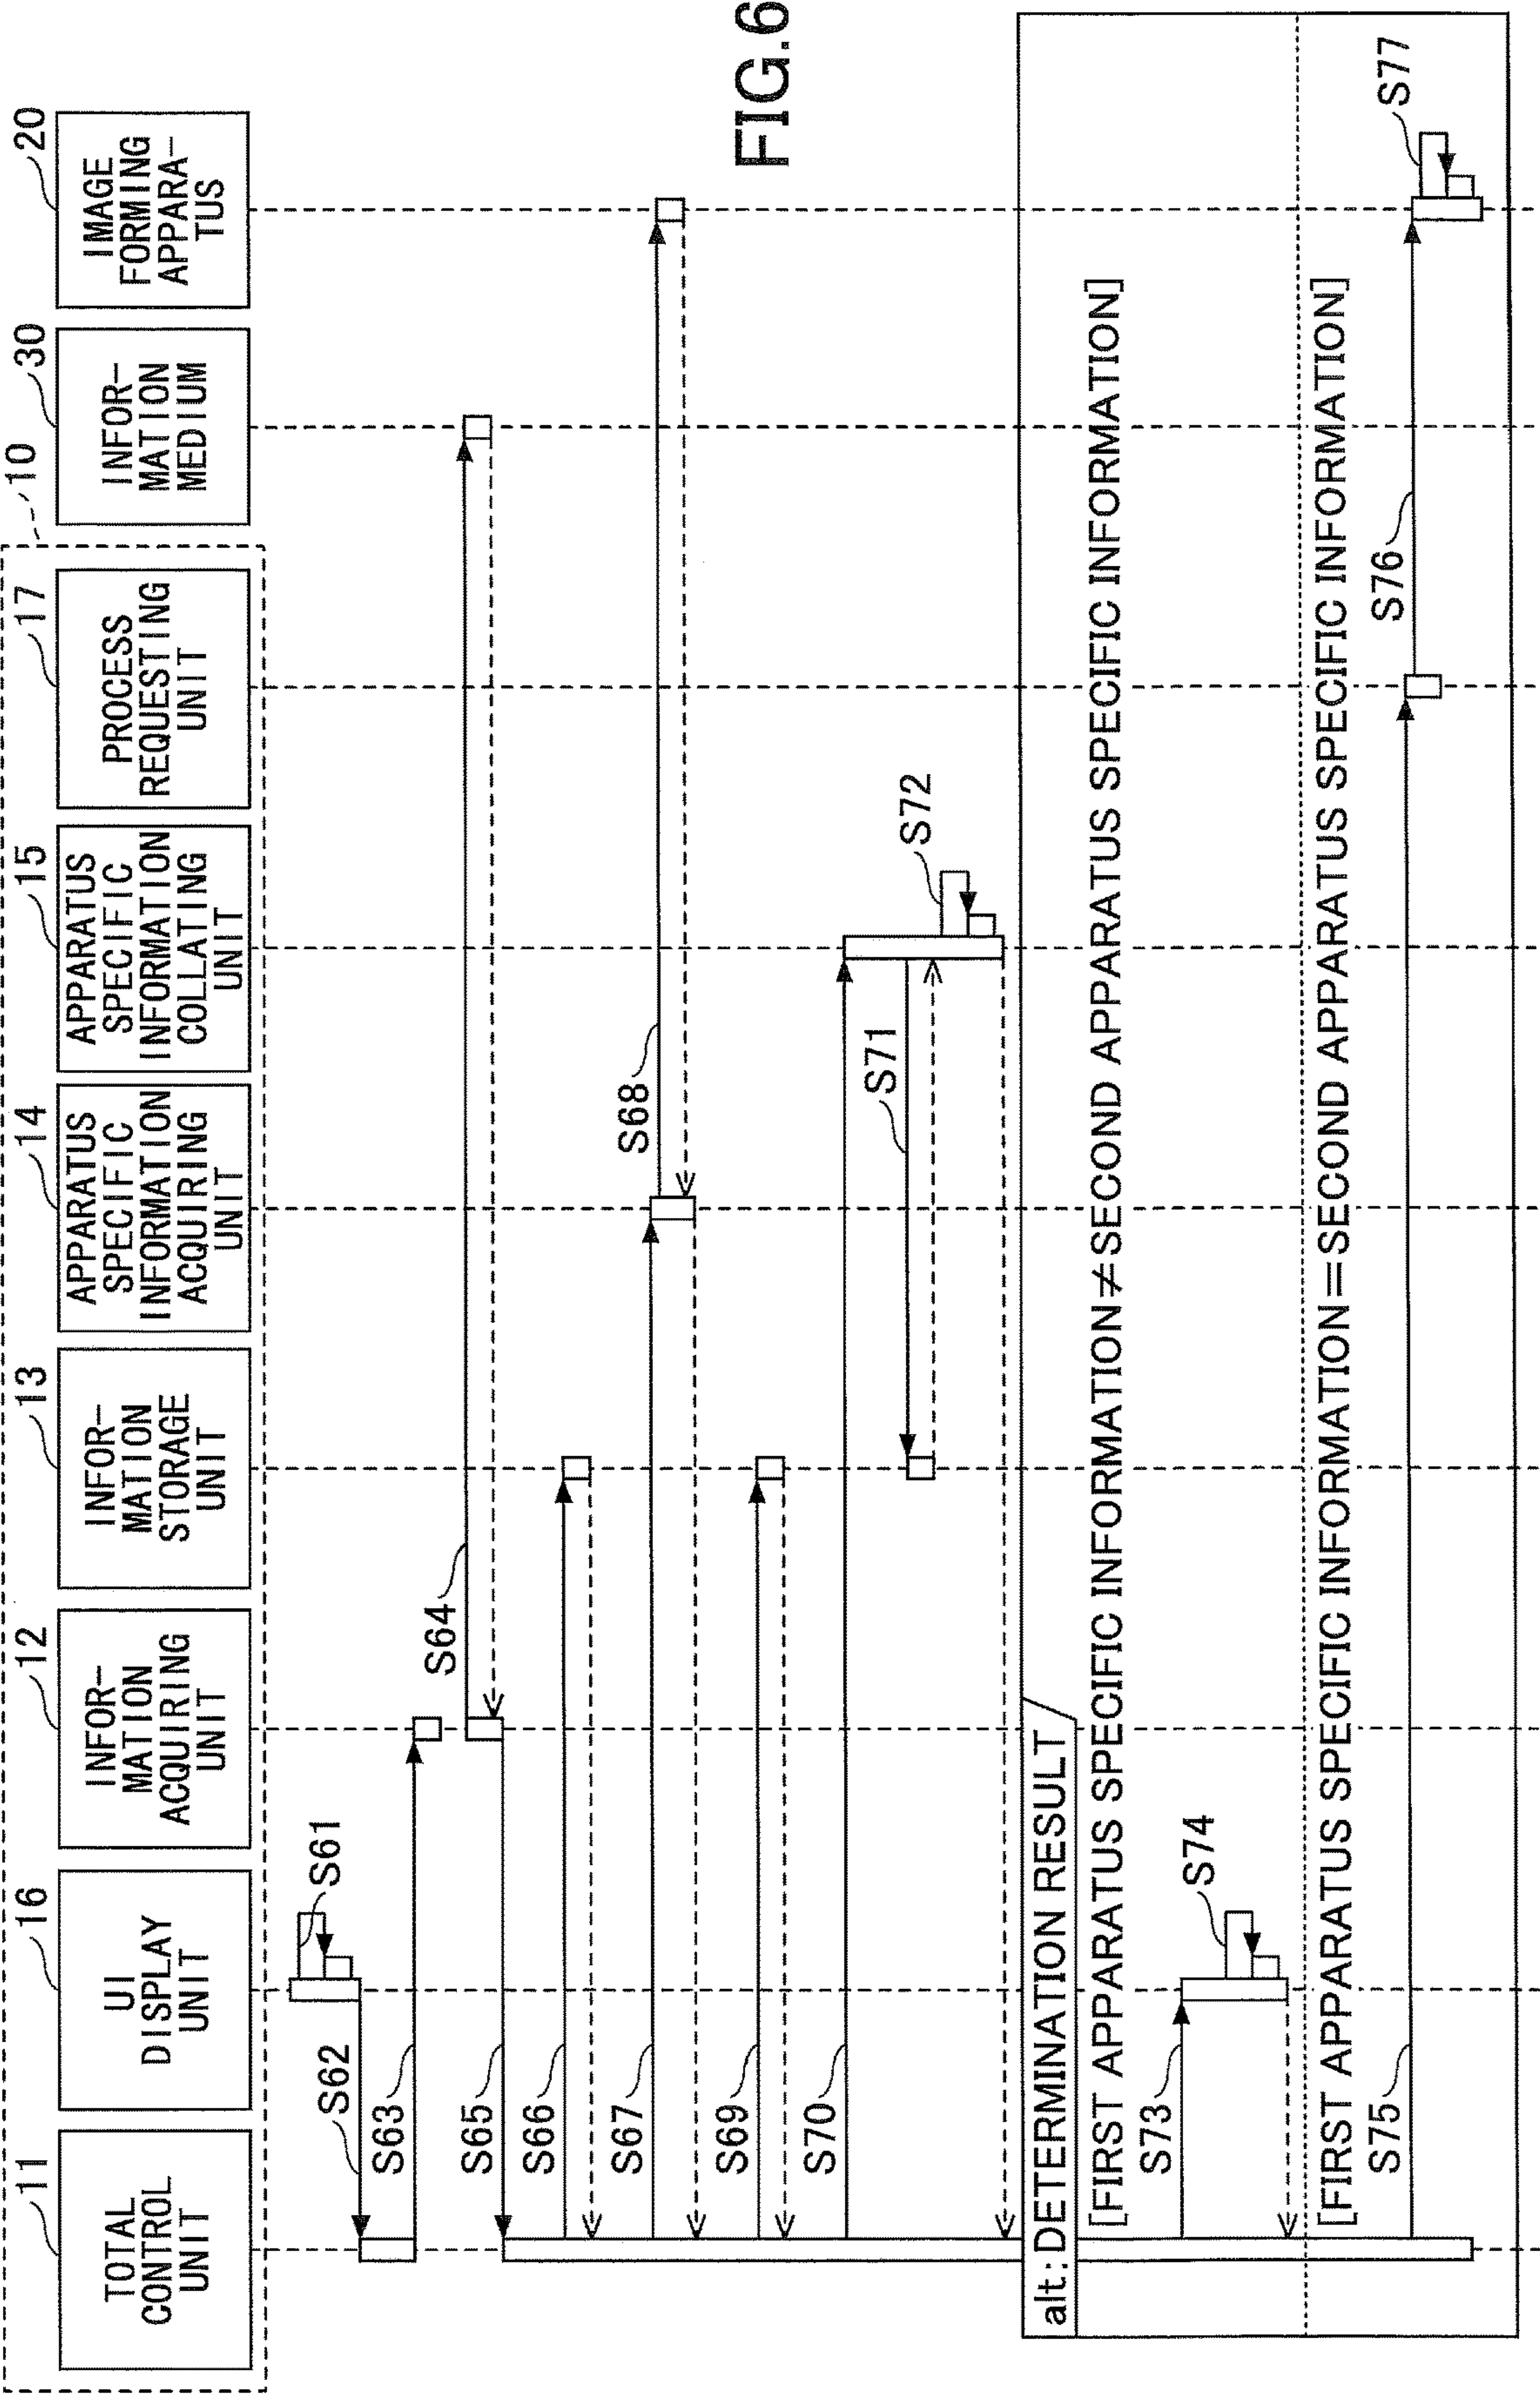 10
11
TOTAL
CONTROL
UNIT
16
UI
DISPLAY
UNIT
12
INFOR-
MATION
ACQUIRING
UNIT
13
INFOR-
MATION
STORAGE
UNIT
14
APPARATUS
SPECIFIC
INFORMATION
ACQUIRING
UNIT
15
APPARATUS
SPECIFIC
INFORMATION
COLLATING
UNIT
17
PROCESS
REQUESTING
UNIT
30
INFOR-
MATION
MEDIUM
20
IMAGE
FORMING
APPARA-
TUS
S61
S62
S63
S64
S65
S66
S67
S68
S69
S70
S71
S72
FIG.6
alt:DETERMINATION RESULT
[FIRST APPARATUS SPECIFIC INFORMATION≠SECOND APPARATUS SPECIFIC INFORMATION]
S73
S74
[FIRST APPARATUS SPECIFIC INFORMATION=SECOND APPARATUS SPECIFIC INFORMATION]
S75
S76
S77